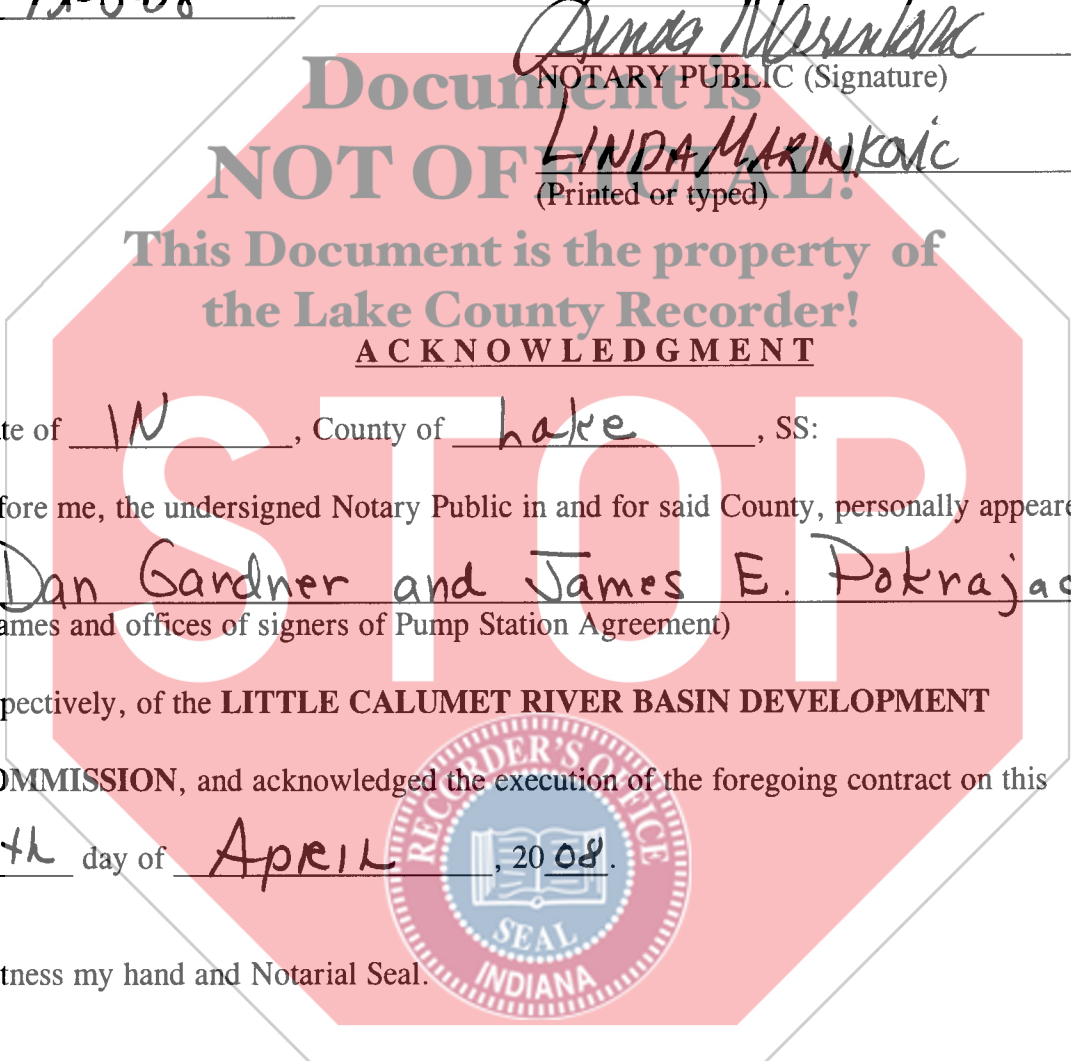 Linda Marinkovic
NOTARY PUBLIC (Signature)
LINDA MARINKOVIC
(Printed or typed)
Document is
NOT OFFICIAL!
This Document is the property of
the Lake County Recorder!
ACKNOWLEDGMENT
te of IN, County of Lake, SS:
fore me, the undersigned Notary Public in and for said County, personally appeare
Dan Gardner and James E. Pokrajac
ames and offices of signers of Pump Station Agreement)
pectively, of the LITTLE CALUMET RIVER BASIN DEVELOPMENT
OMMISSION, and acknowledged the execution of the foregoing contract on this
th day of APRIL, 2008.
tness my hand and Notarial Seal.
STOP
RECORDER'S OFFICE
SEAL
INDIANA